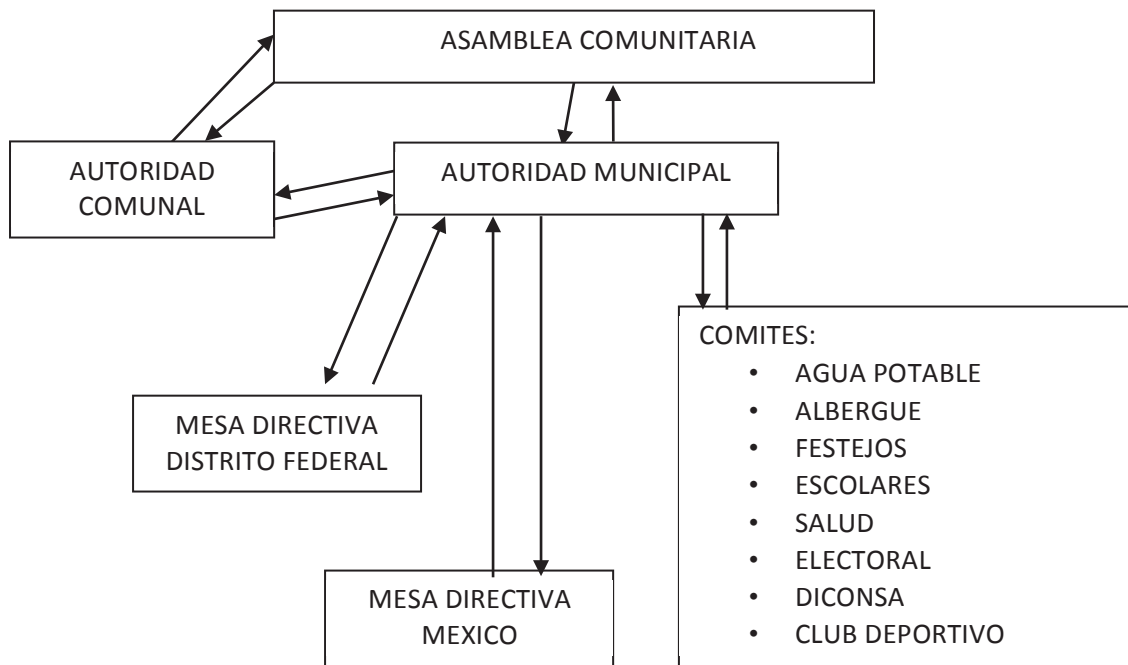 ASAMBLEA COMUNITARIA
AUTORIDAD
COMUNAL
AUTORIDAD MUNICIPAL
MESA DIRECTIVA
DISTRITO FEDERAL
MESA DIRECTIVA
MEXICO
COMITES:
• AGUA POTABLE
• ALBERGUE
• FESTEJOS
• ESCOLARES
• SALUD
• ELECTORAL
• DICONSA
• CLUB DEPORTIVO